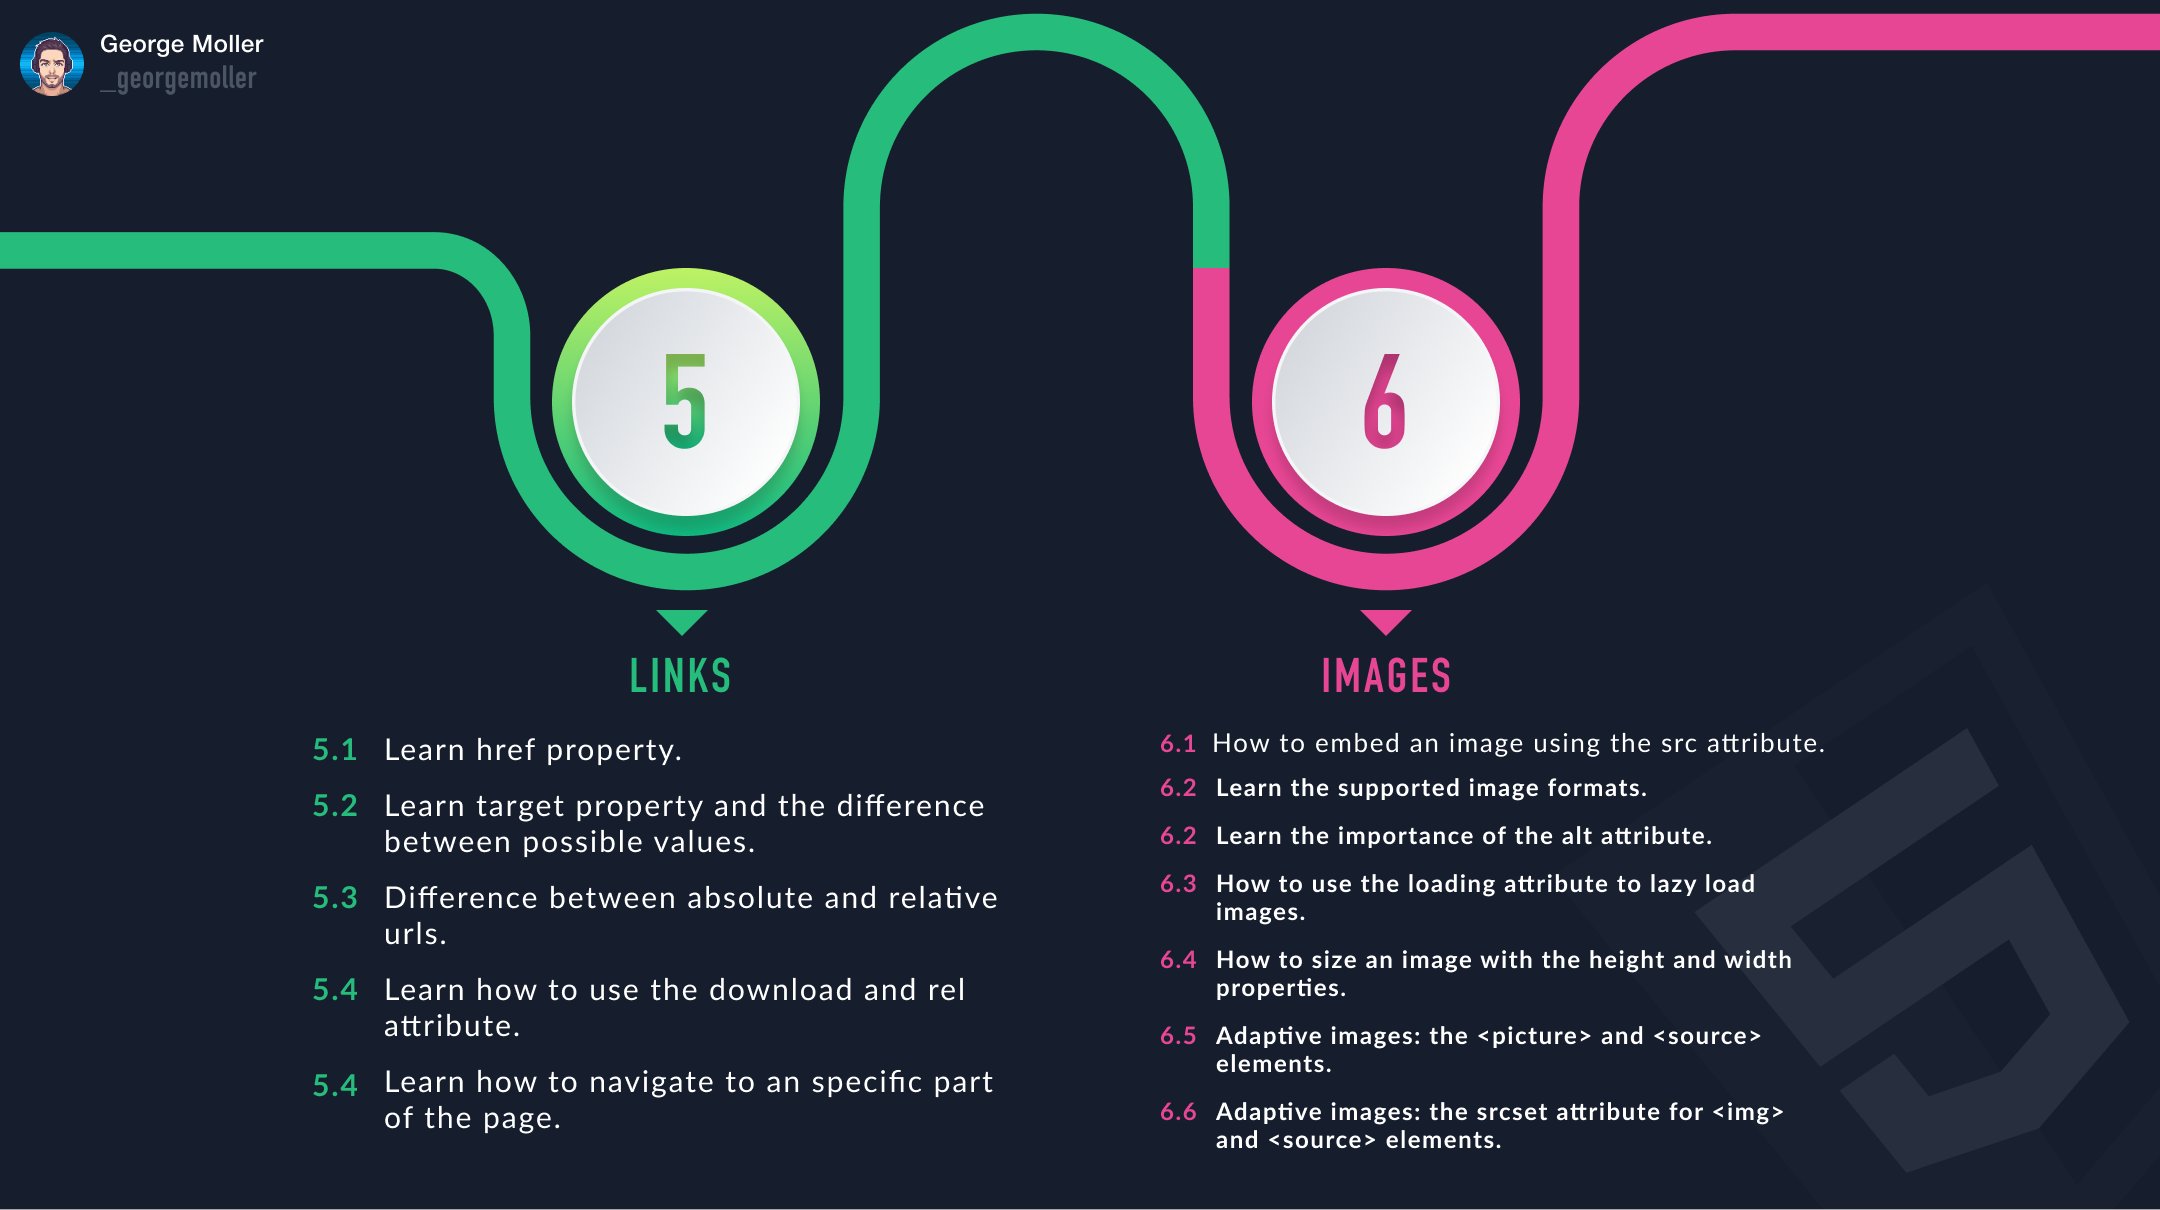 George Moller
_georgemoller
5
6
LINKS
5.1 Learn href property.
5.2 Learn target property and the difference
between possible values.
5.3 Difference between absolute and relative
urls.
5.4 Learn how to use the download and rel
attribute.
5.4 Learn how to navigate to an specific part
of the page.
IMAGES
6.1 How to embed an image using the src attribute.
6.2 Learn the supported image formats.
6.2 Learn the importance of the alt attribute.
6.3 How to use the loading attribute to lazy load
images.
6.4 How to size an image with the height and width
properties.
6.5 Adaptive images: the <picture> and <source>
elements.
6.6 Adaptive images: the srcset attribute for <img>
and <source> elements.